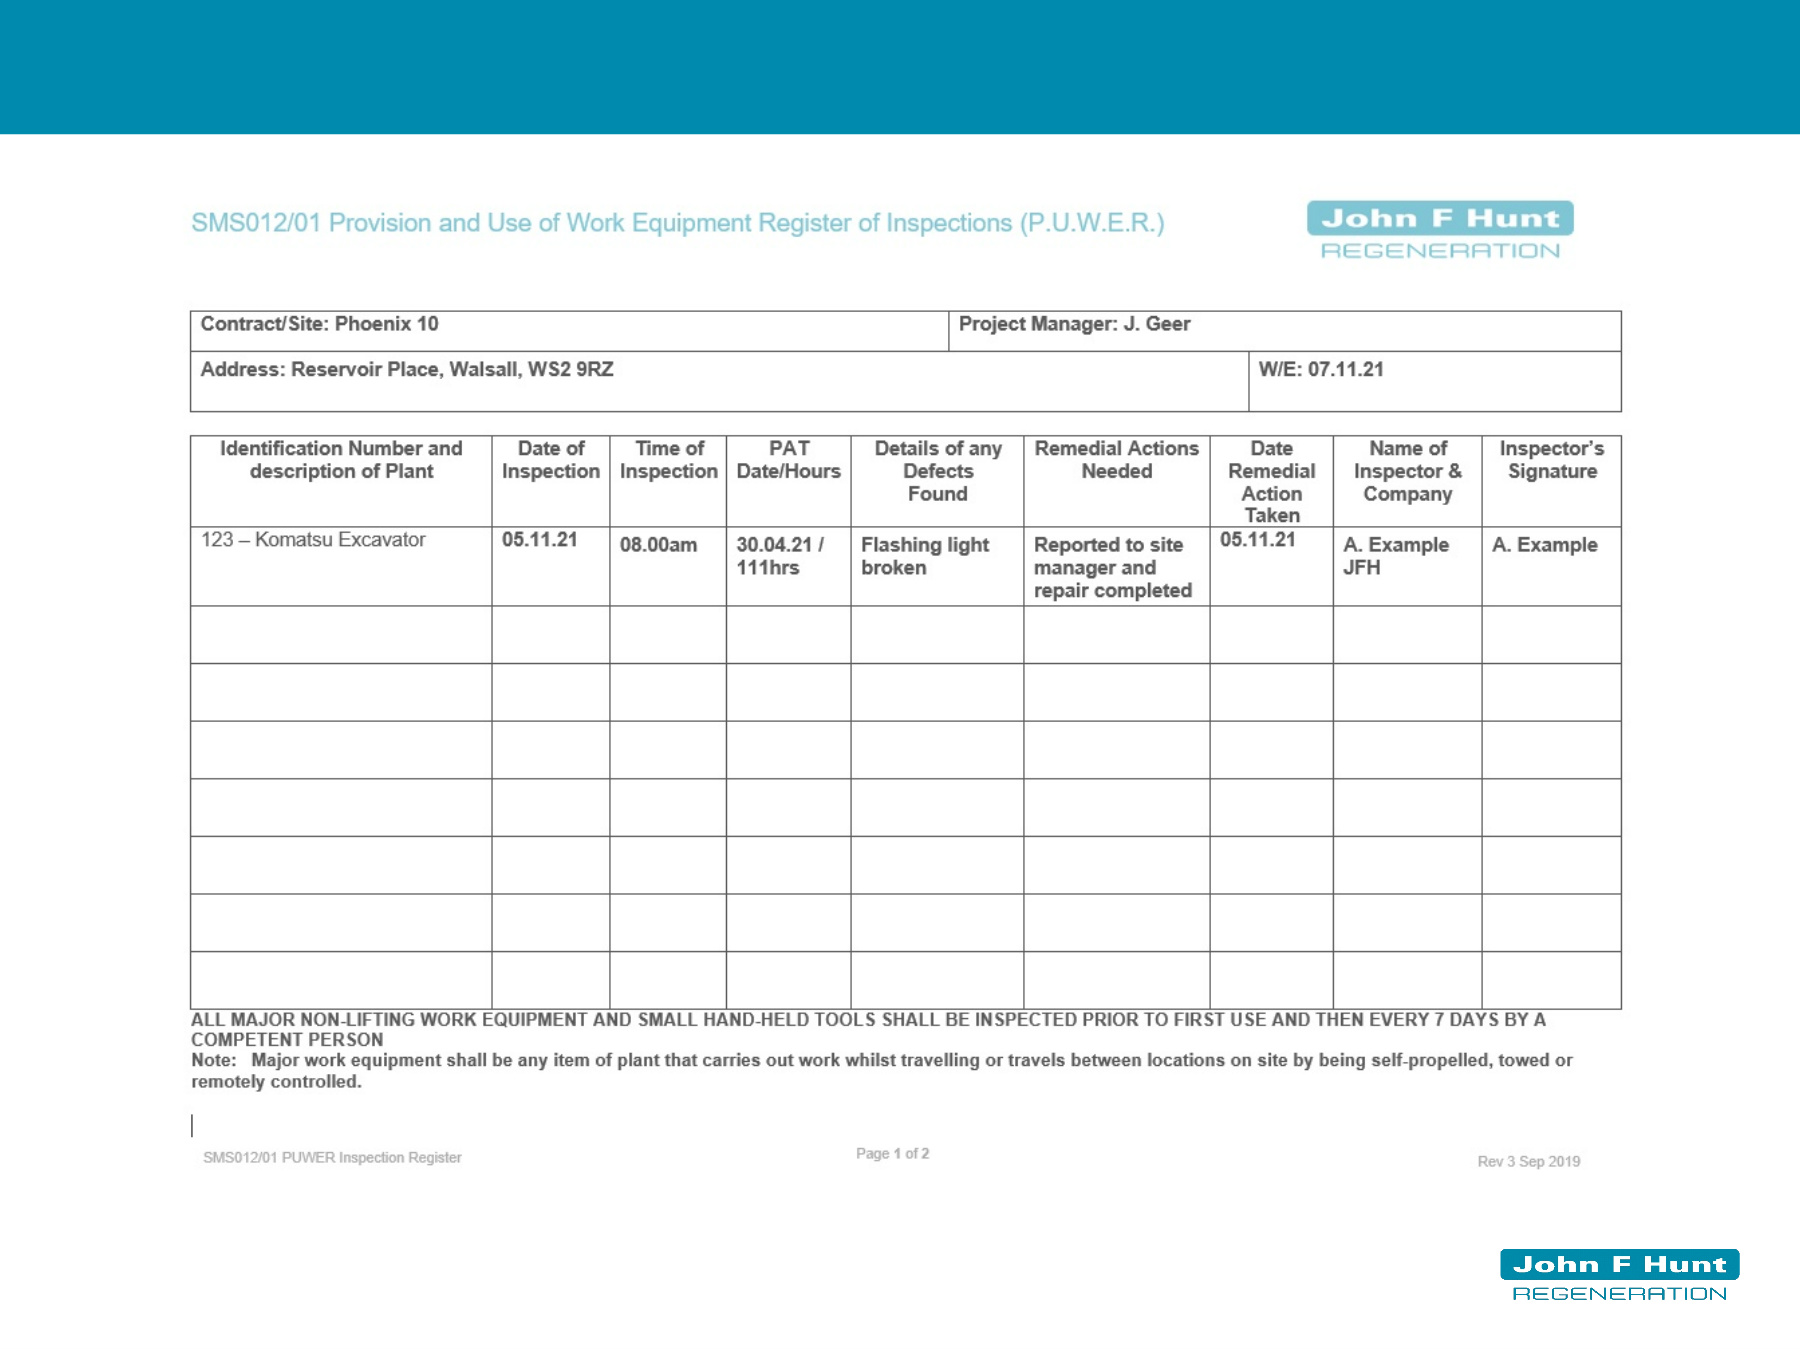 SMS012/01 Provision and Use of Work Equipment Register of Inspections (P.U.W.E.R.)
John F Hunt
REGENERATION
Contract/Site: Phoenix 10
Project Manager: J. Geer
Address: Reservoir Place, Walsall, WS2 9RZ
W/E: 07.11.21
Identification Number and
description of Plant
Date of
Inspection
Time of
Inspection
PAT
Date/Hours
Details of any
Defects
Found
Remedial Actions
Needed
Date
Remedial
Action
Taken
Name of
Inspector &
Company
Inspector's
Signature
123 – Komatsu Excavator
05.11.21
08.00am
30.04.21 /
111hrs
Flashing light
broken
Reported to site
manager and
repair completed
05.11.21
A. Example
JFH
A. Example
ALL MAJOR NON-LIFTING WORK EQUIPMENT AND SMALL HAND-HELD TOOLS SHALL BE INSPECTED PRIOR TO FIRST USE AND THEN EVERY 7 DAYS BY A
COMPETENT PERSON
Note: Major work equipment shall be any item of plant that carries out work whilst travelling or travels between locations on site by being self-propelled, towed or
remotely controlled.
SMS012/01 PUWER Inspection Register
Page 1 of 2
Rev 3 Sep 2019
John F Hunt
REGENERATION